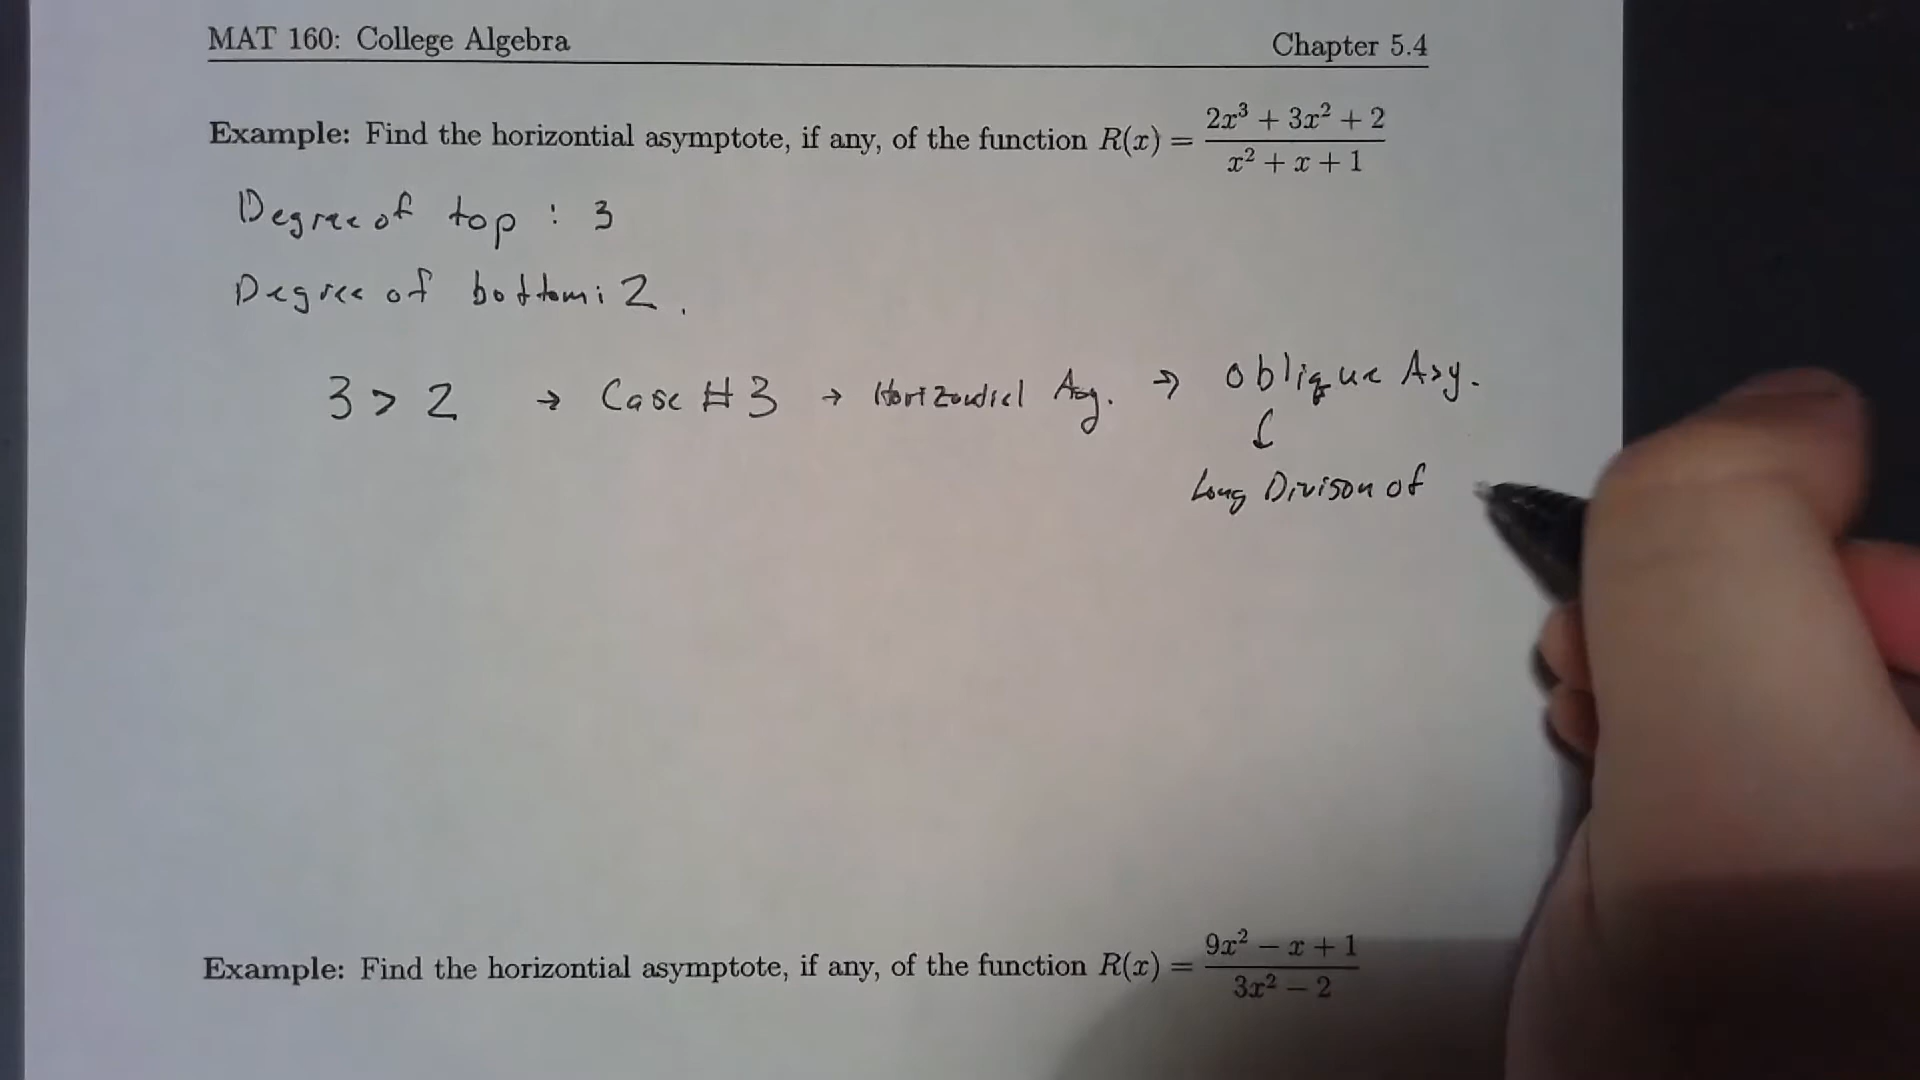 MAT 160: College Algebra Chapter 5.4
Example: Find the horizontial asymptote, if any, of the function R(x) = \frac{2x^3 + 3x^2 + 2}{x^2 + x + 1}
Degree of top : 3
Degree of bottom : 2.
3 > 2 → Case # 3 → Horizondial Asy. → Oblique Asy.
↓
Long Divison of
Example: Find the horizontial asymptote, if any, of the function R(x) = \frac{9x^2 − x + 1}{3x^2 − 2}